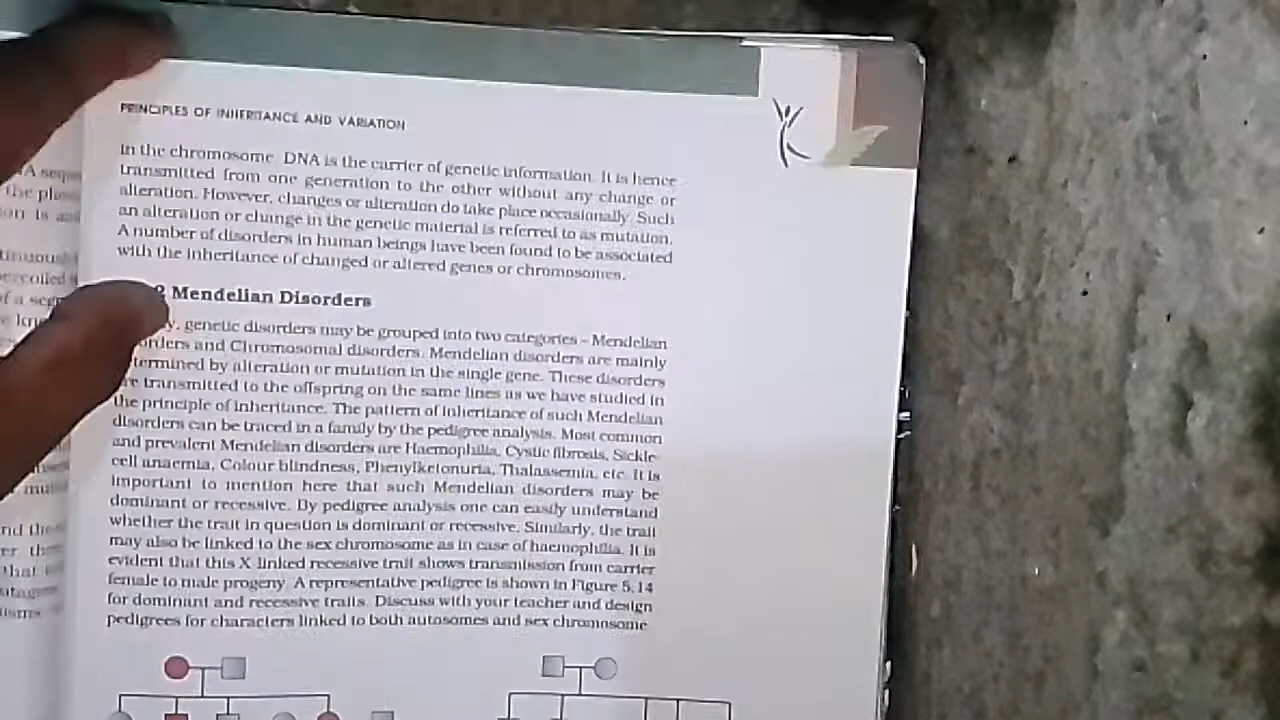 PRINCIPLES OF INHERITANCE AND VARIATION
in the chromosome. DNA is the carrier of genetic information. It is hence
transmitted from one generation to the other without any change or
alteration. However, changes or alteration do take place occasionally. Such
an alteration or change in the genetic material is referred to as mutation.
A number of disorders in human beings have been found to be associated
with the inheritance of changed or altered genes or chromosomes.
2 Mendelian Disorders
genetic disorders may be grouped into two categories – Mendelian
orders and Chromosomal disorders. Mendelian disorders are mainly
termined by alteration or mutation in the single gene. These disorders
re transmitted to the offspring on the same lines as we have studied in
the principle of inheritance. The pattern of inheritance of such Mendelian
disorders can be traced in a family by the pedigree analysis. Most common
and prevalent Mendelian disorders are Haemophilia, Cystic fibrosis, Sickle-
cell anaemia, Colour blindness, Phenylketonuria, Thalassemia, etc. It is
important to mention here that such Mendelian disorders may be
dominant or recessive. By pedigree analysis one can easily understand
whether the trait in question is dominant or recessive. Similarly, the trait
may also be linked to the sex chromosome as in case of haemophilia. It is
evident that this X-linked recessive trait shows transmission from carrier
female to male progeny. A representative pedigree is shown in Figure 5.14
for dominant and recessive traits. Discuss with your teacher and design
pedigrees for characters linked to both autosomes and sex chromosome.